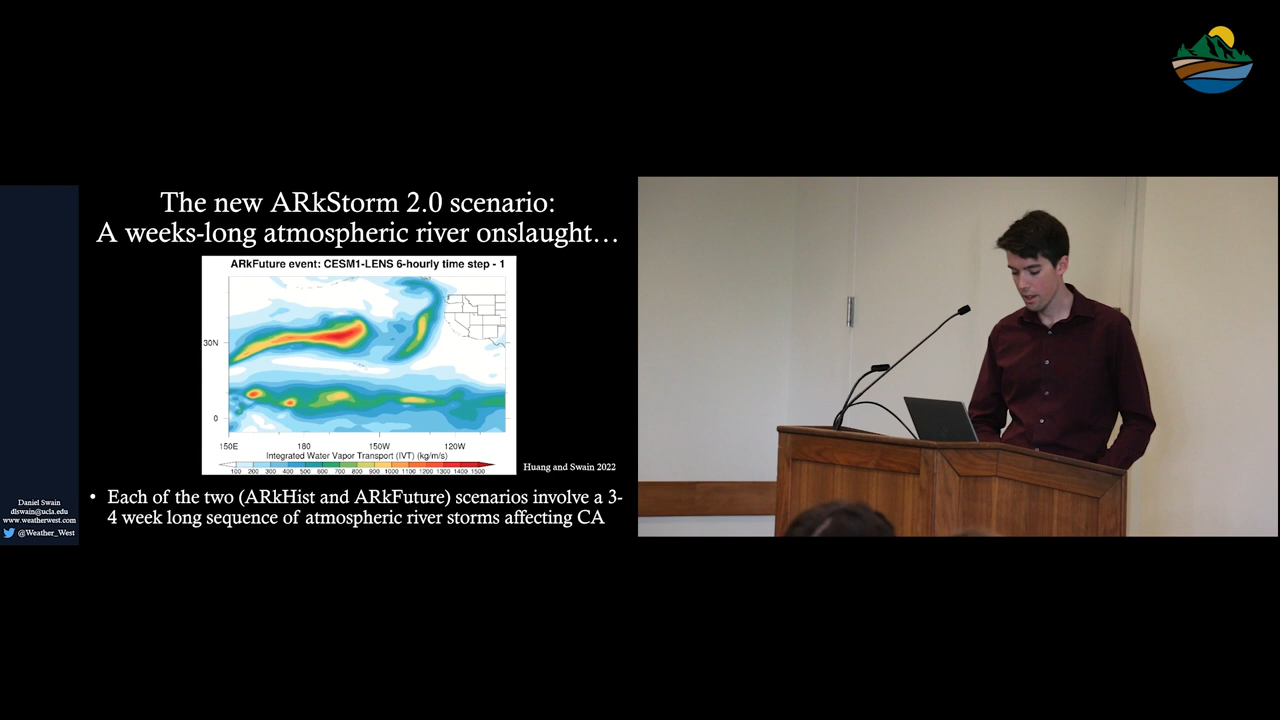 The new ARkStorm 2.0 scenario:
A weeks-long atmospheric river onslaught…
ARkFuture event: CESM1-LENS 6-hourly time step - 1
30N
0
150E 180 150W 120W
Integrated Water Vapor Transport (IVT) (kg/m/s)
100 200 300 400 500 600 700 800 900 1000 1100 1200 1300 1400 1500
Huang and Swain 2022
• Each of the two (ARkHist and ARkFuture) scenarios involve a 3-
4 week long sequence of atmospheric river storms affecting CA
Daniel Swain
dlswain@ucla.edu
www.weatherwest.com
@Weather_West